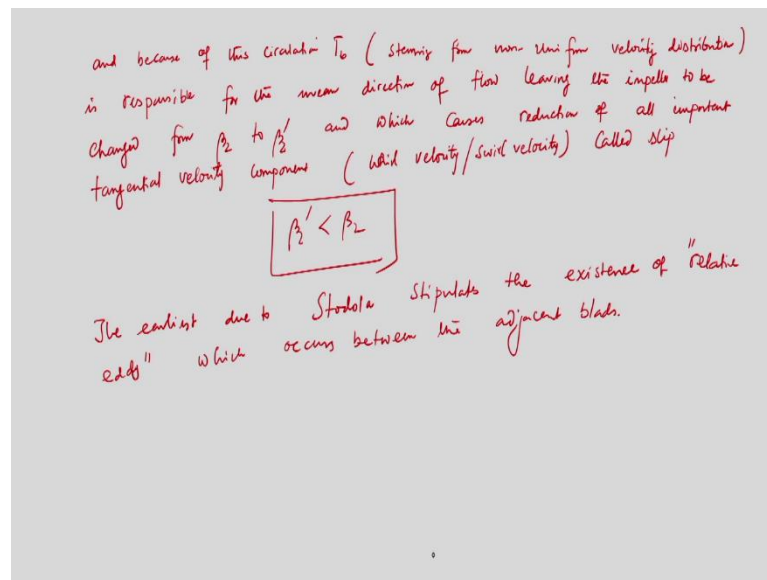 and because of this circulation Γb ( stemming from non-uniform velocity distribution )
is responsible for the mean direction of flow leaving the impeller to be
changed from β2 to β2′ and which causes reduction of all important
tangential velocity component ( whirl velocity/swirl velocity) called slip
β2′ < β2
The earliest due to Stodola stipulates the existence of "relative
eddy" which occurs between the adjacent blads.